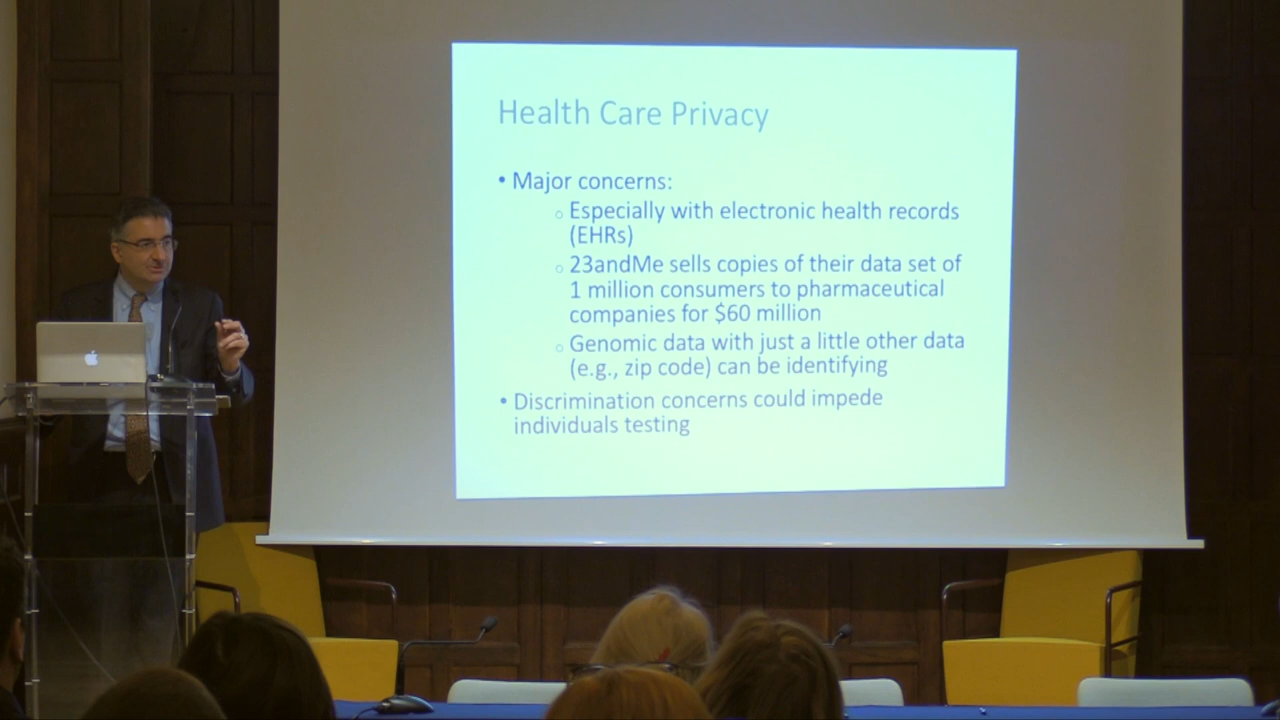 Health Care Privacy
• Major concerns:
○ Especially with electronic health records
(EHRs)
○ 23andMe sells copies of their data set of
1 million consumers to pharmaceutical
companies for $60 million
○ Genomic data with just a little other data
(e.g., zip code) can be identifying
• Discrimination concerns could impede
individuals testing